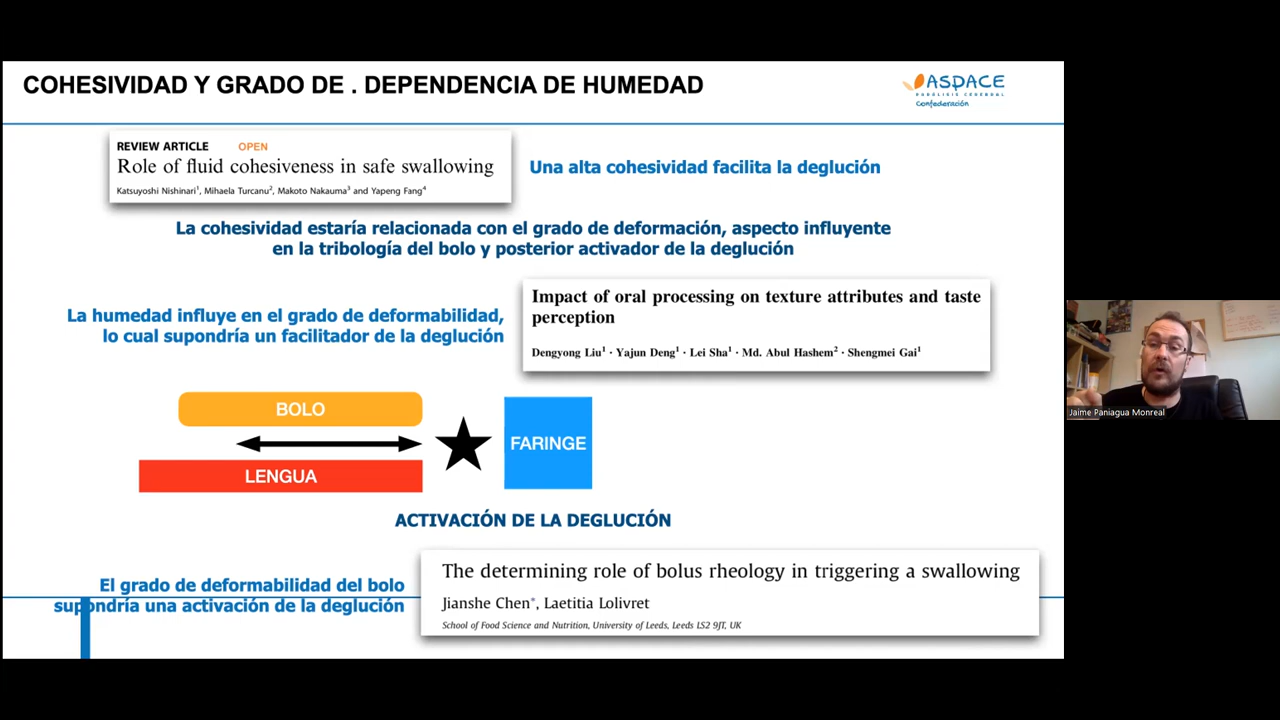 COHESIVIDAD Y GRADO DE . DEPENDENCIA DE HUMEDAD
ASPACE
PARÁLISIS CEREBRAL
Confederación
REVIEW ARTICLE OPEN
Role of fluid cohesiveness in safe swallowing
Katsuyoshi Nishinari1, Mihaela Turcanu2, Makoto Nakauma3 and Yapeng Fang4
Una alta cohesividad facilita la deglución
La cohesividad estaría relacionada con el grado de deformación, aspecto influyente
en la tribología del bolo y posterior activador de la deglución
La humedad influye en el grado de deformabilidad,
lo cual supondría un facilitador de la deglución
Impact of oral processing on texture attributes and taste
perception
Dengyong Liu1 · Yajun Deng1 · Lei Sha1 · Md. Abul Hashem2 · Shengmei Gai1
BOLO
LENGUA
FARINGE
ACTIVACIÓN DE LA DEGLUCIÓN
El grado de deformabilidad del bolo
supondría una activación de la deglución
The determining role of bolus rheology in triggering a swallowing
Jianshe Chen*, Laetitia Lolivret
School of Food Science and Nutrition, University of Leeds, Leeds LS2 9JT, UK
Jaime Paniagua Monreal